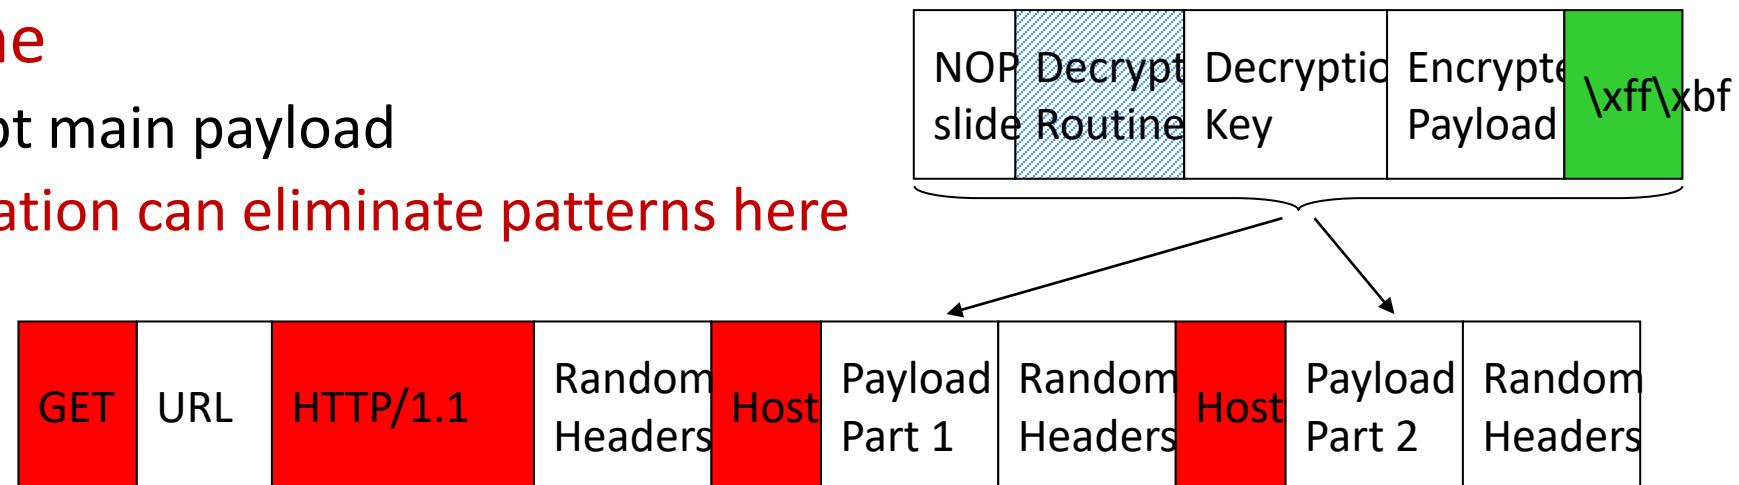 ne
pt main payload
ation can eliminate patterns here
NOP
slide
Decrypt
Routine
Decryptic
Key
Encrypte
Payload
\xff\xbf
GET
URL
HTTP/1.1
Random
Headers
Host
Payload
Part 1
Random
Headers
Host
Payload
Part 2
Random
Headers